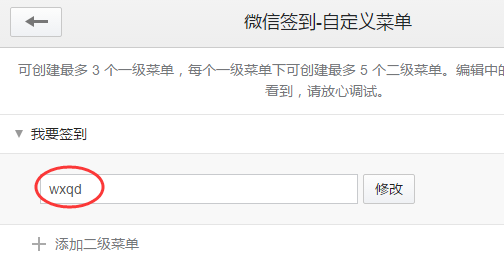 微信签到-自定义菜单
可创建最多 3 个一级菜单，每个一级菜单下可创建最多 5 个二级菜单。编辑中的
看到，请放心调试。
我要签到
wxqd 修改
添加二级菜单